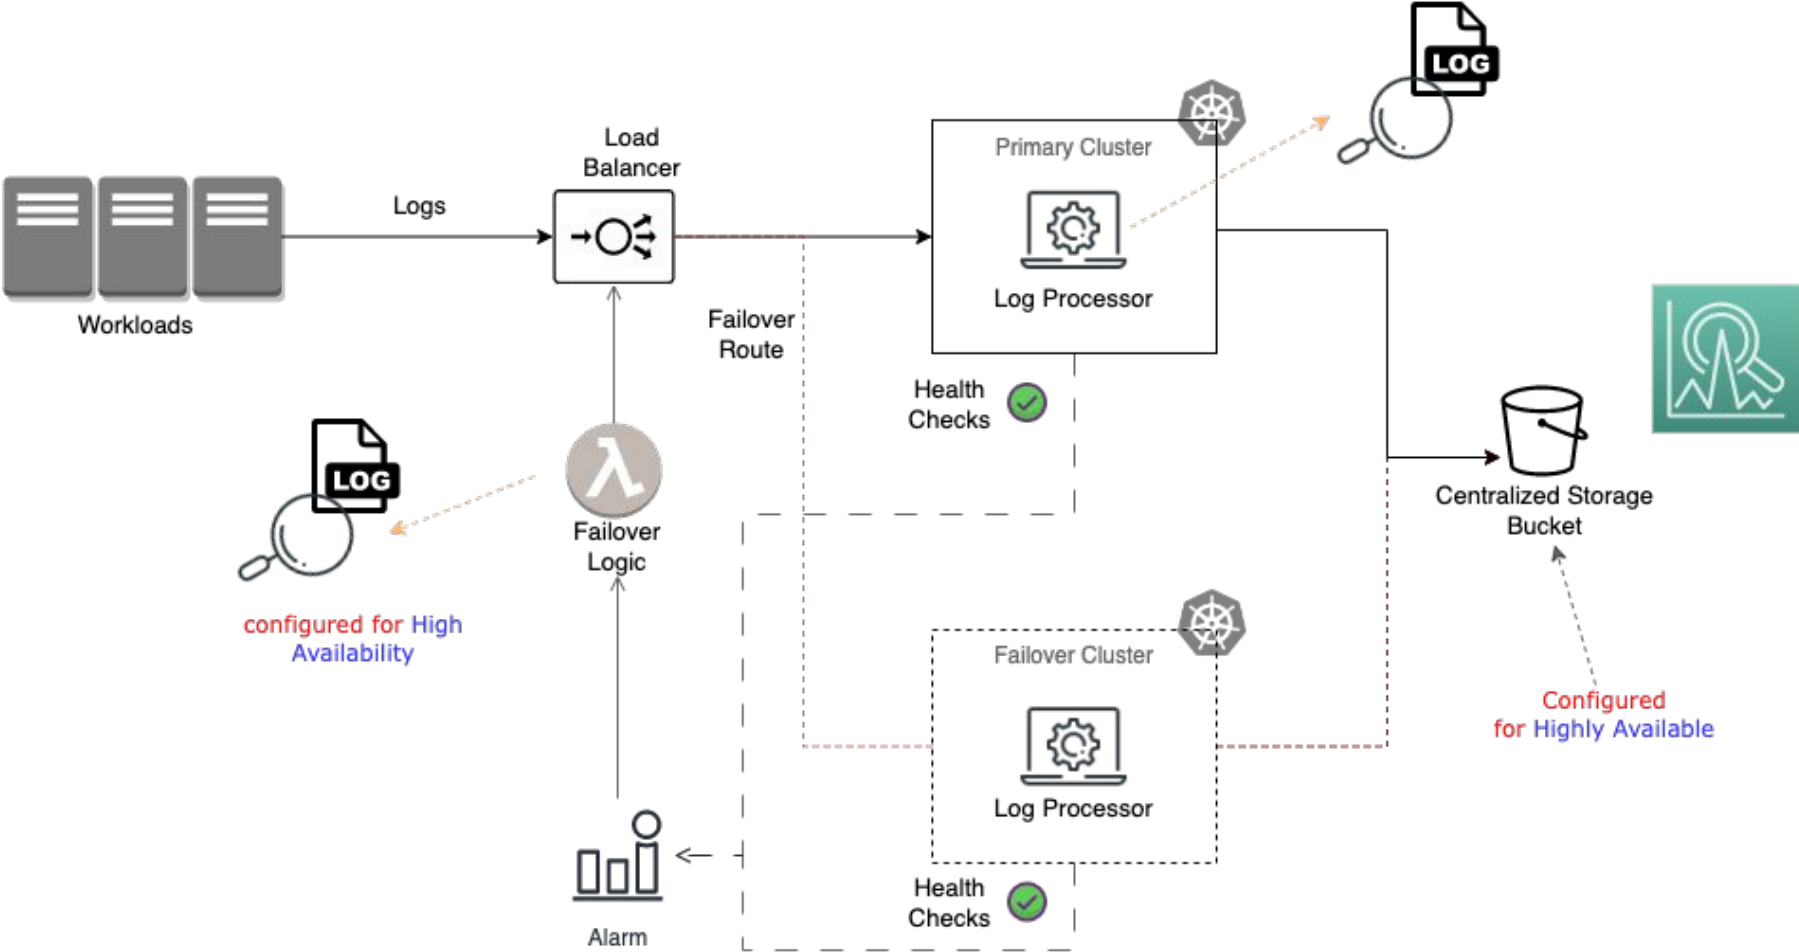 LOG
Load
Balancer
Primary Cluster
Logs
Log Processor
Workloads
Failover
Route
Health
Checks
LOG
Failover
Logic
Centralized Storage
Bucket
configured for High
Availability
Failover Cluster
Configured
for Highly Available
Log Processor
Health
Checks
Alarm